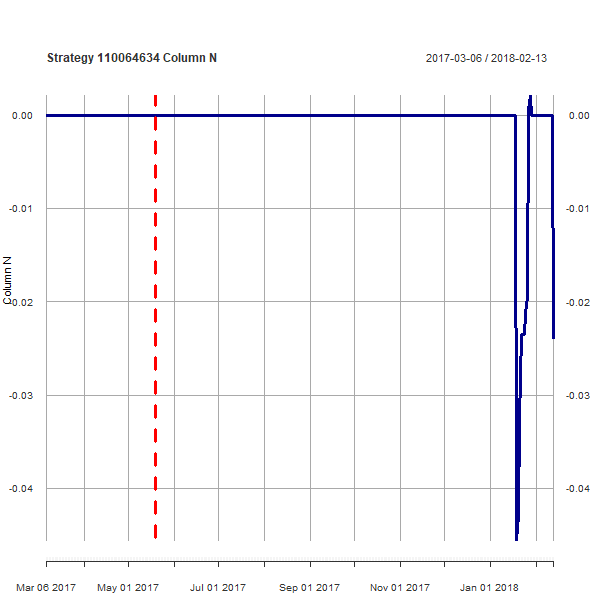 Strategy 110064634 Column N
2017-03-06 / 2018-02-13
0.00 0.00
-0.01 -0.01
Column N
-0.02 -0.02
-0.03 -0.03
-0.04 -0.04
Mar 06 2017 May 01 2017 Jul 01 2017 Sep 01 2017 Nov 01 2017 Jan 01 2018